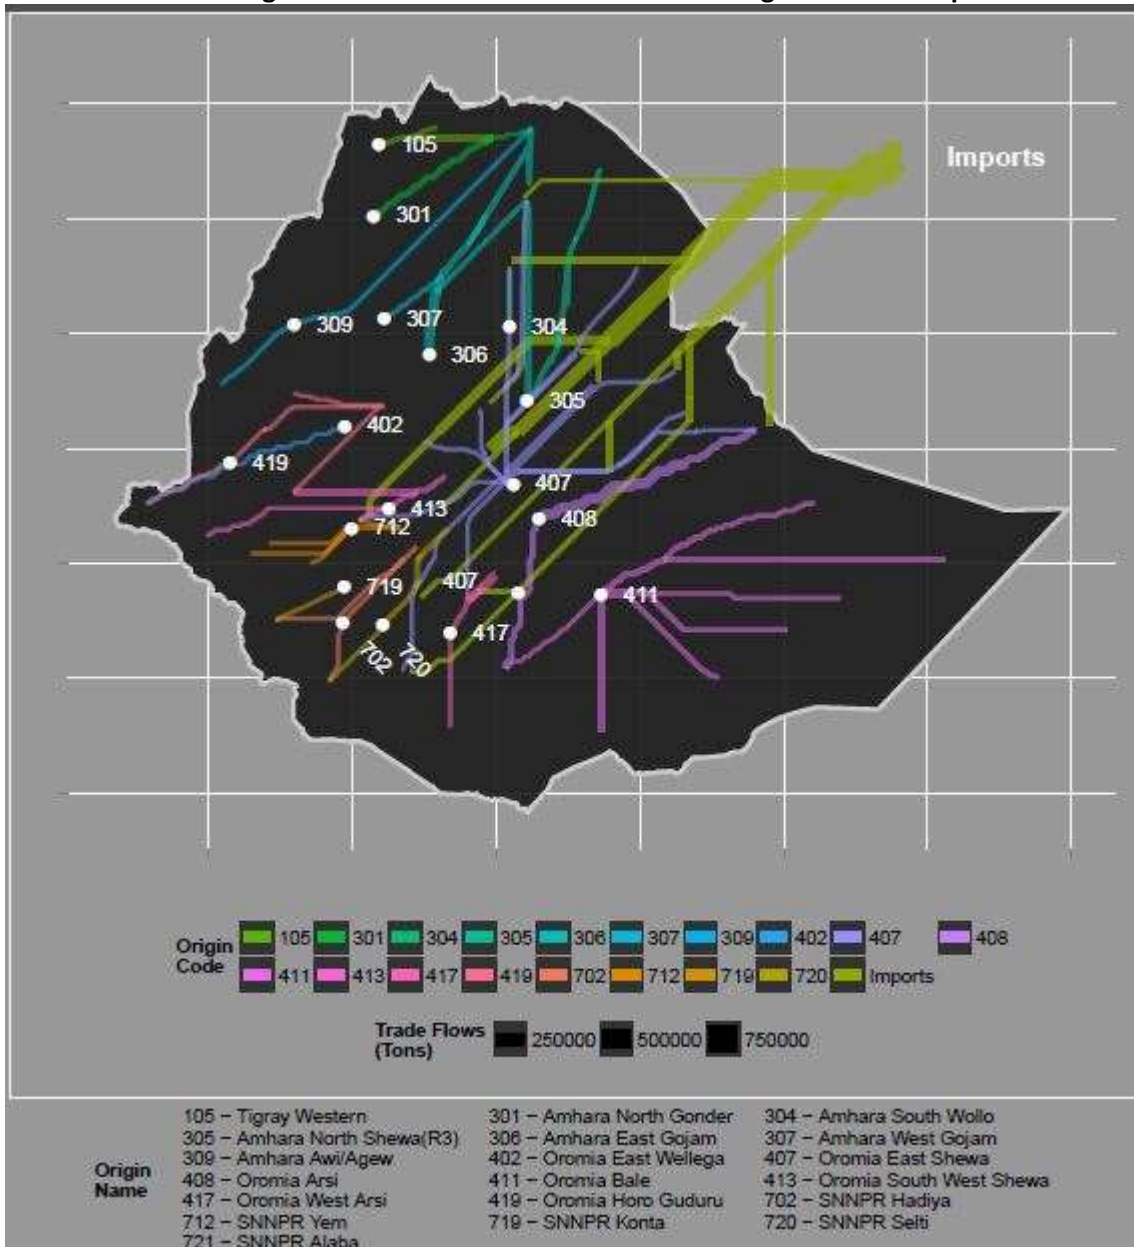 Imports
105
301
309
307
304
306
305
402
419
407
413
408
712
719
407
411
417
702
720
Origin Code
105 301 304 305 306 307 309 402 407 408
411 413 417 419 702 712 719 720 Imports
Trade Flows (Tons)
250000 500000 750000
Origin Name
105 – Tigray Western 301 – Amhara North Gonder 304 – Amhara South Wollo
305 – Amhara North Shewa(R3) 306 – Amhara East Gojam 307 – Amhara West Gojam
309 – Amhara Awi/Agew 402 – Oromia East Wellega 407 – Oromia East Shewa
408 – Oromia Arsi 411 – Oromia Bale 413 – Oromia South West Shewa
417 – Oromia West Arsi 419 – Oromia Horo Guduru 702 – SNNPR Hadiya
712 – SNNPR Yem 719 – SNNPR Konta 720 – SNNPR Selti
721 – SNNPR Alaba